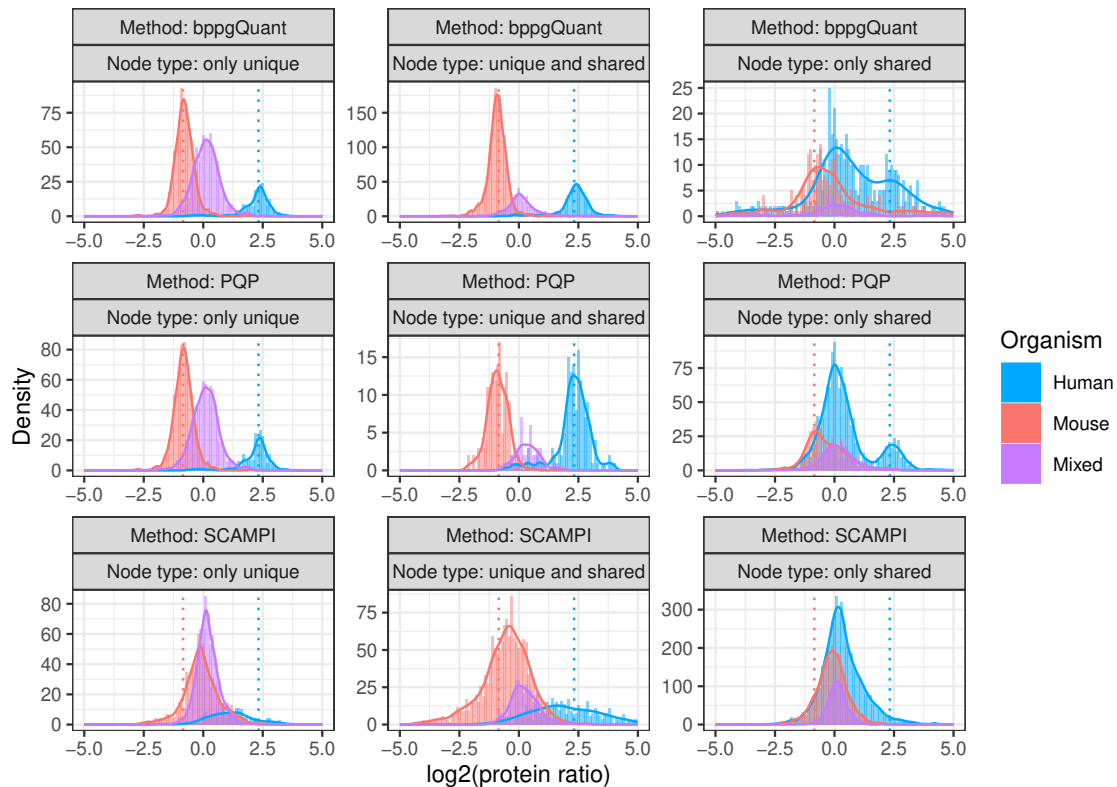 Method: bppgQuant
Node type: only unique
75
50
25
0
−5.0 −2.5 0.0 2.5 5.0
Method: bppgQuant
Node type: unique and shared
150
100
50
0
−5.0 −2.5 0.0 2.5 5.0
Method: bppgQuant
Node type: only shared
25
20
15
10
5
0
−5.0 −2.5 0.0 2.5 5.0
Method: PQP
Node type: only unique
80
60
40
20
0
−5.0 −2.5 0.0 2.5 5.0
Method: PQP
Node type: unique and shared
15
10
5
0
−5.0 −2.5 0.0 2.5 5.0
Method: PQP
Node type: only shared
75
50
25
0
−5.0 −2.5 0.0 2.5 5.0
Method: SCAMPI
Node type: only unique
80
60
40
20
0
−5.0 −2.5 0.0 2.5 5.0
Method: SCAMPI
Node type: unique and shared
75
50
25
0
−5.0 −2.5 0.0 2.5 5.0
Method: SCAMPI
Node type: only shared
300
200
100
0
−5.0 −2.5 0.0 2.5 5.0
Density
log2(protein ratio)
Organism
Human
Mouse
Mixed